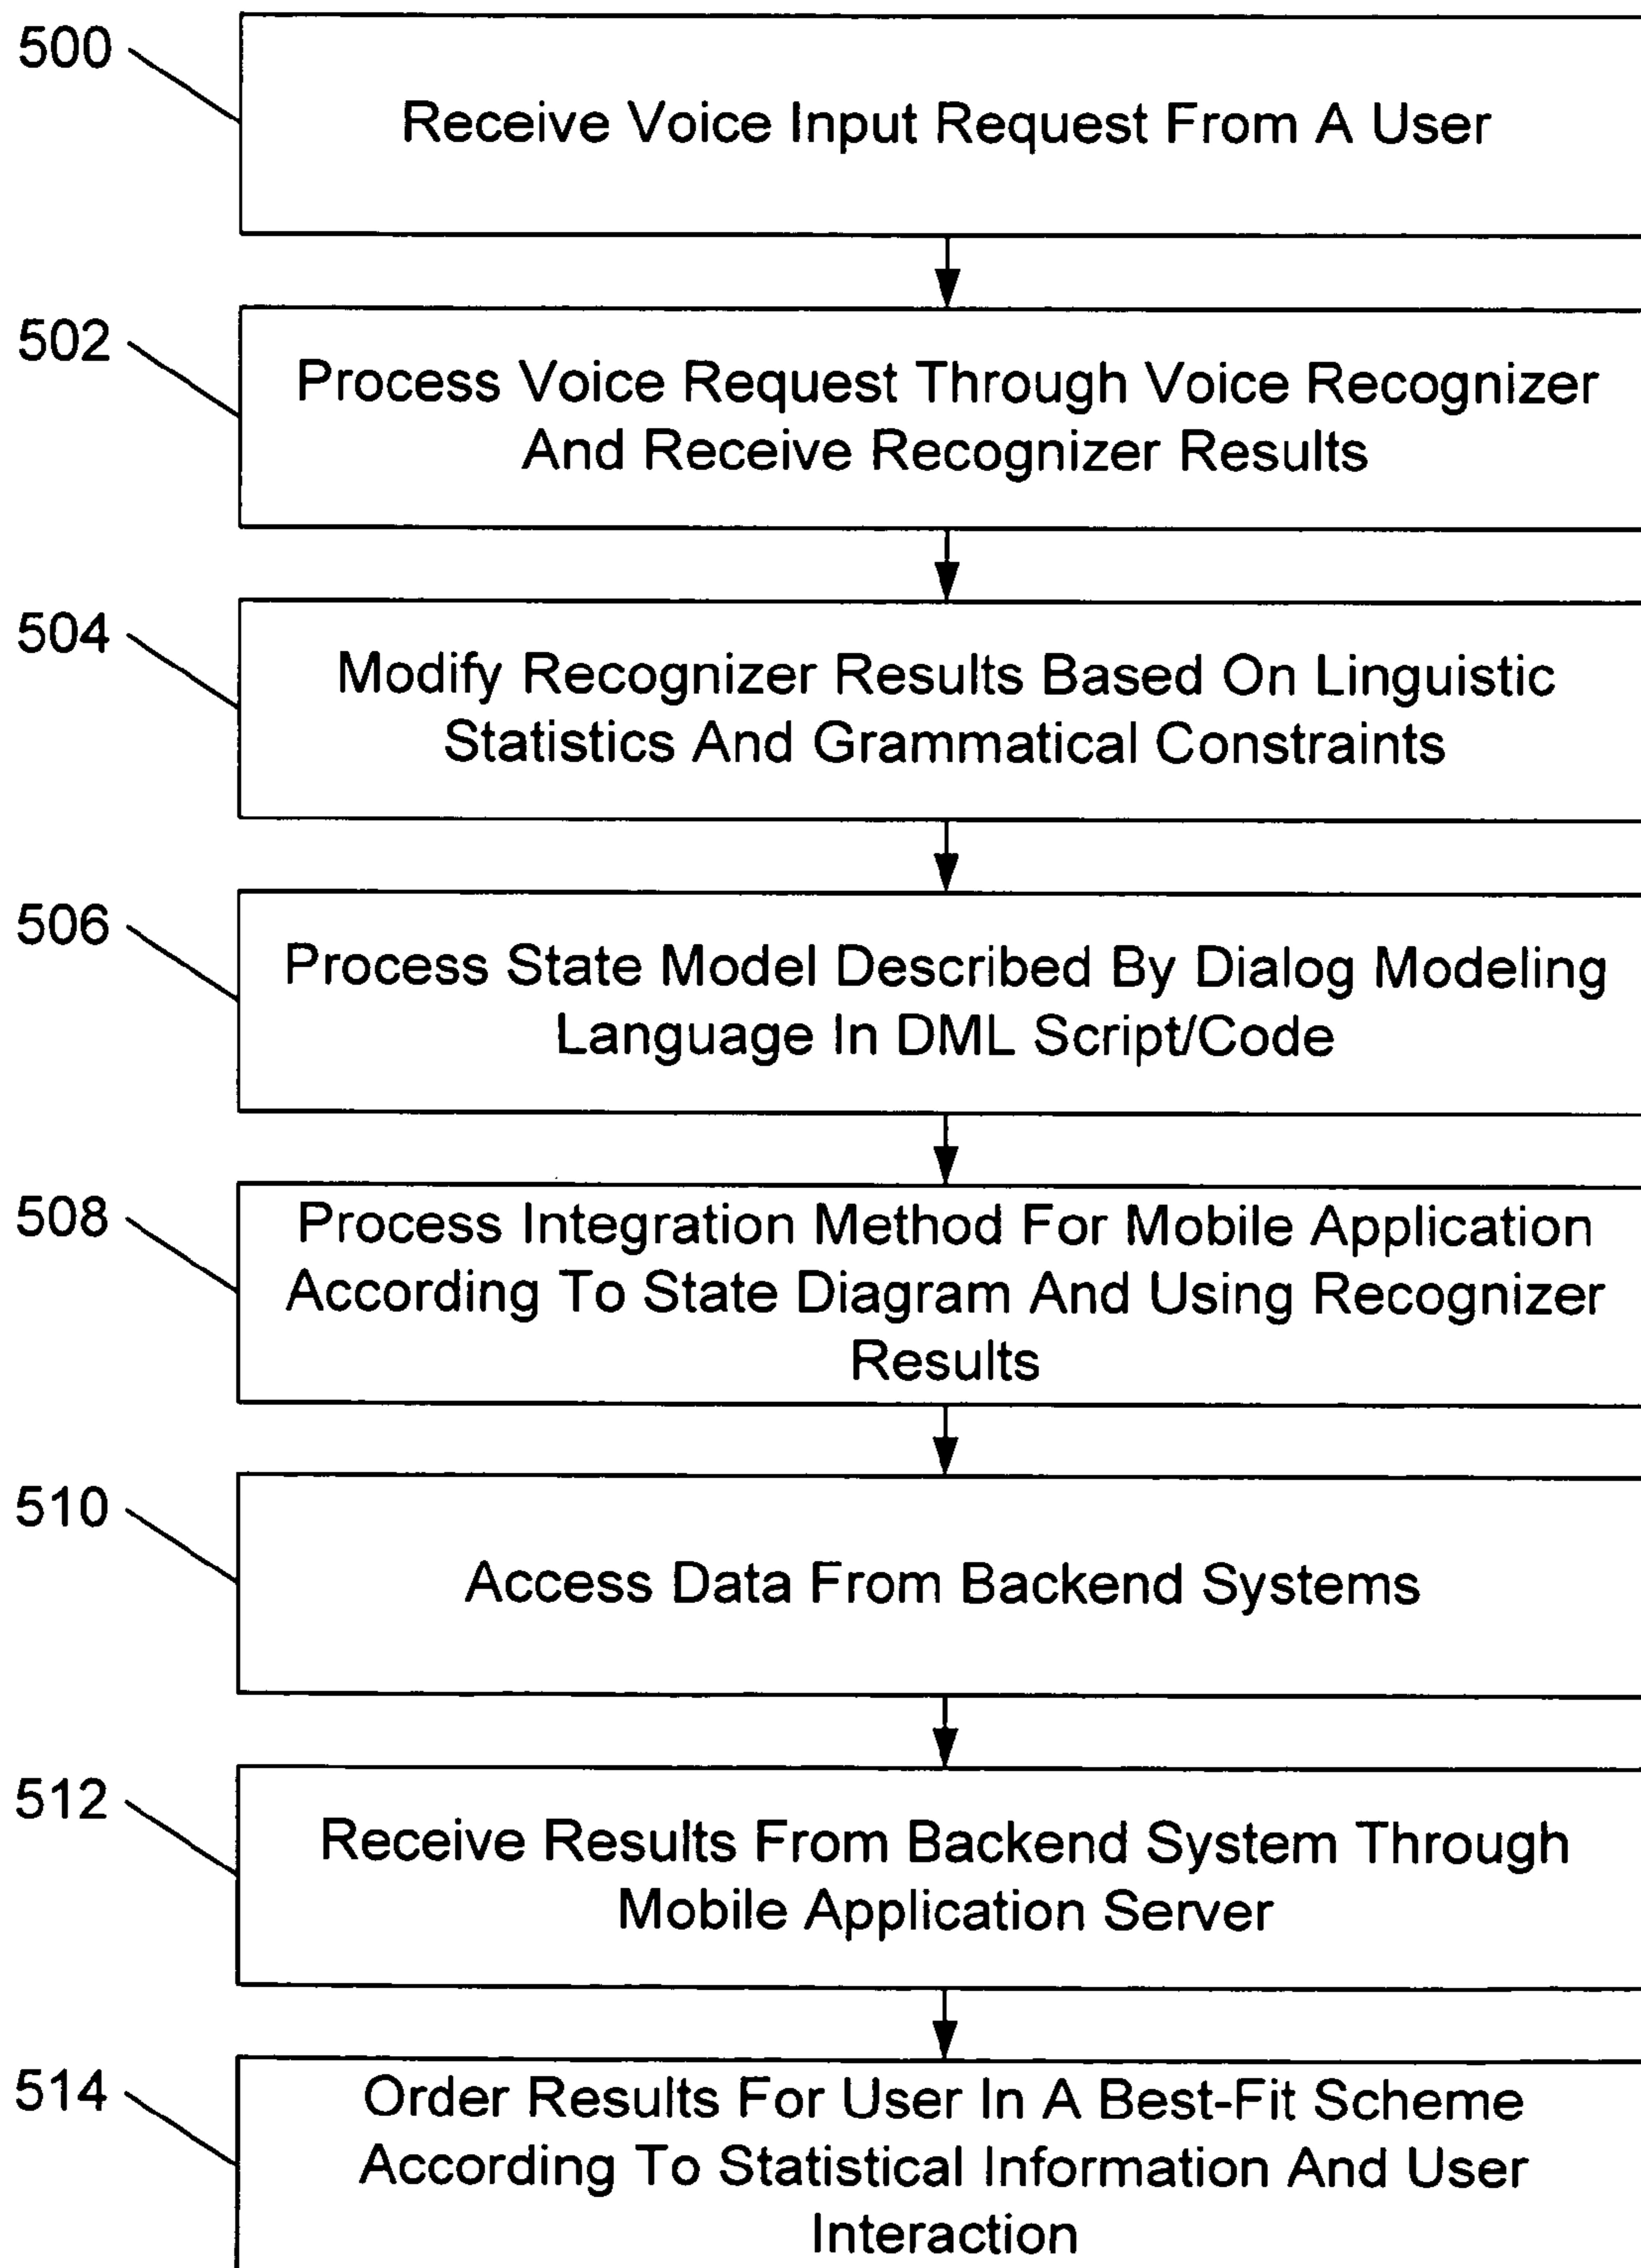 500
Receive Voice Input Request From A User
502
Process Voice Request Through Voice Recognizer
And Receive Recognizer Results
504
Modify Recognizer Results Based On Linguistic
Statistics And Grammatical Constraints
506
Process State Model Described By Dialog Modeling
Language In DML Script/Code
508
Process Integration Method For Mobile Application
According To State Diagram And Using Recognizer
Results
510
Access Data From Backend Systems
512
Receive Results From Backend System Through
Mobile Application Server
514
Order Results For User In A Best-Fit Scheme
According To Statistical Information And User
Interaction